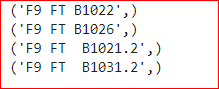 ('F9 FT B1022',)
('F9 FT B1026',)
('F9 FT  B1021.2',)
('F9 FT  B1031.2',)